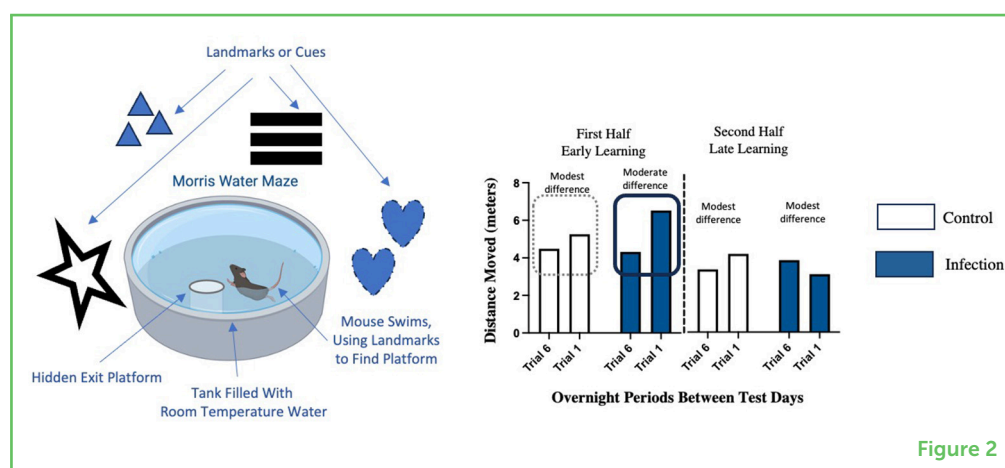 Landmarks or Cues
Morris Water Maze
Hidden Exit Platform
Tank Filled With
Room Temperature Water
Mouse Swims,
Using Landmarks
to Find Platform
First Half
Early Learning
Second Half
Late Learning
Modest
difference
Moderate
difference
Modest
difference
Modest
difference
Distance Moved (meters)
8
6
4
2
0
Trial 6
Trial 1
Trial 6
Trial 1
Trial 6
Trial 1
Trial 6
Trial 1
Overnight Periods Between Test Days
Control
Infection
Figure 2